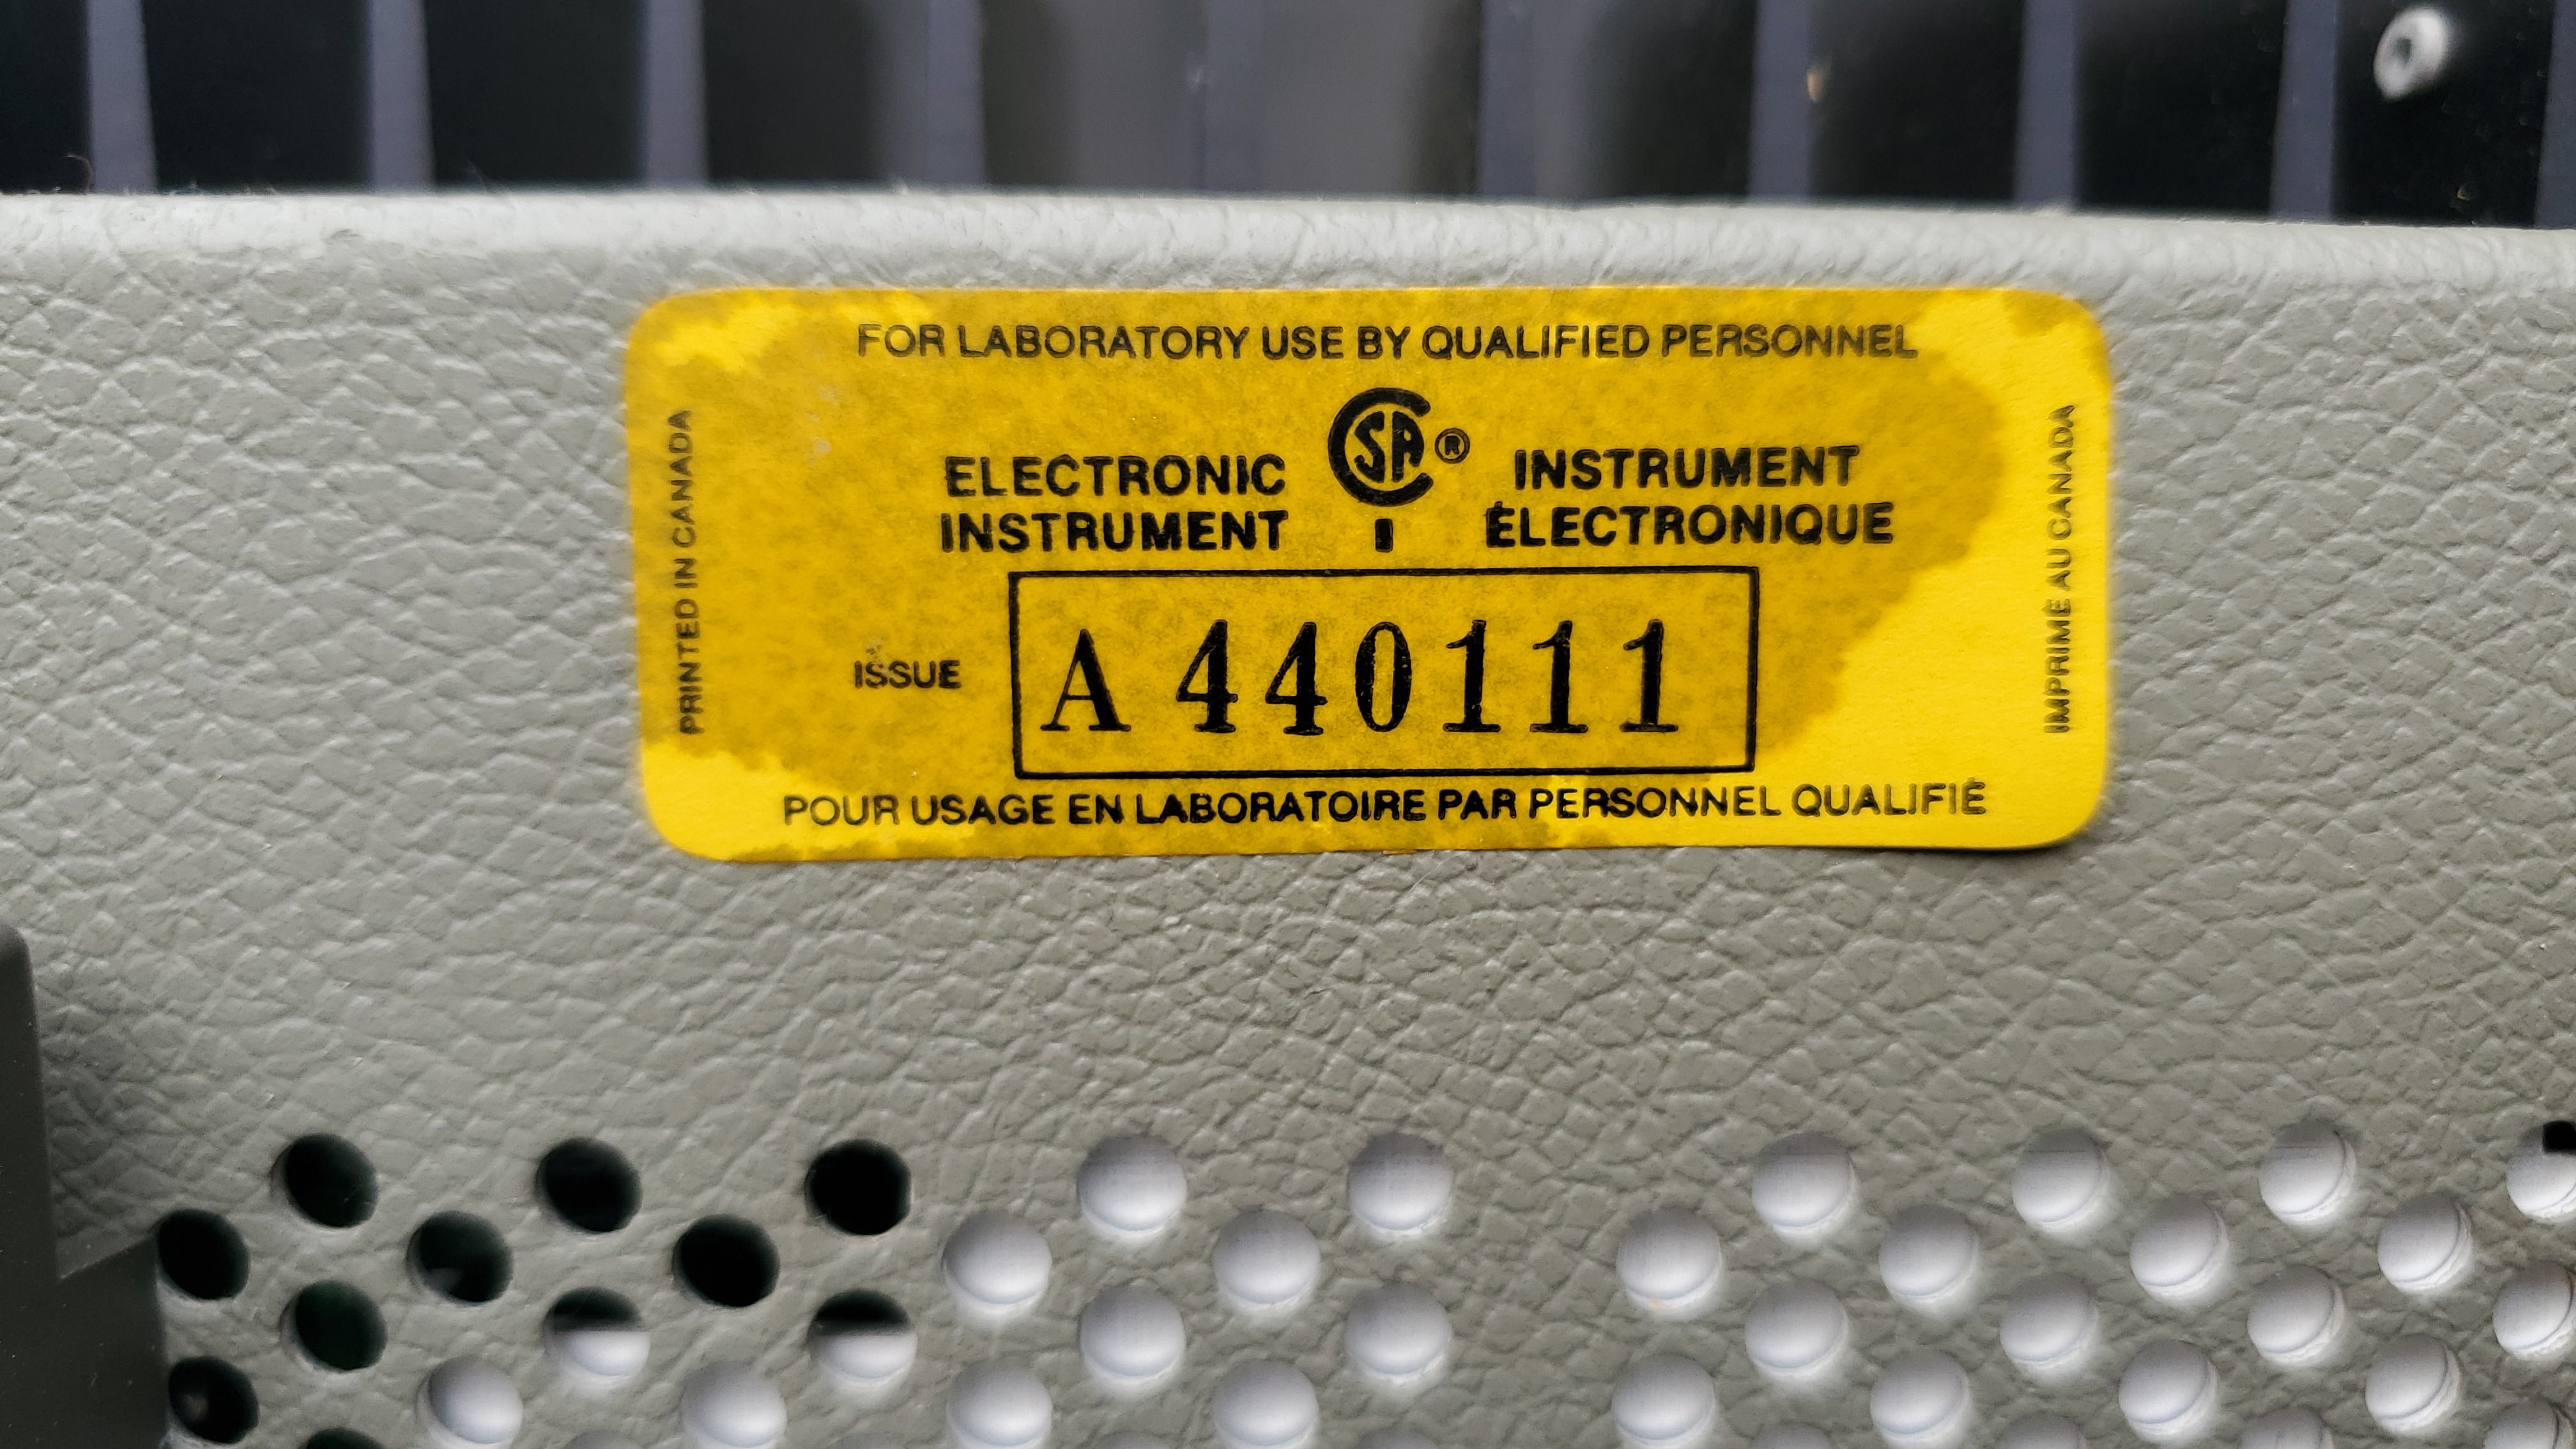 FOR LABORATORY USE BY QUALIFIED PERSONNEL
PRINTED IN CANADA
ELECTRONIC
INSTRUMENT
CSA®
INSTRUMENT
ÉLECTRONIQUE
IMPRIMÉ AU CANADA
ISSUE
A 440111
POUR USAGE EN LABORATOIRE PAR PERSONNEL QUALIFIÉ